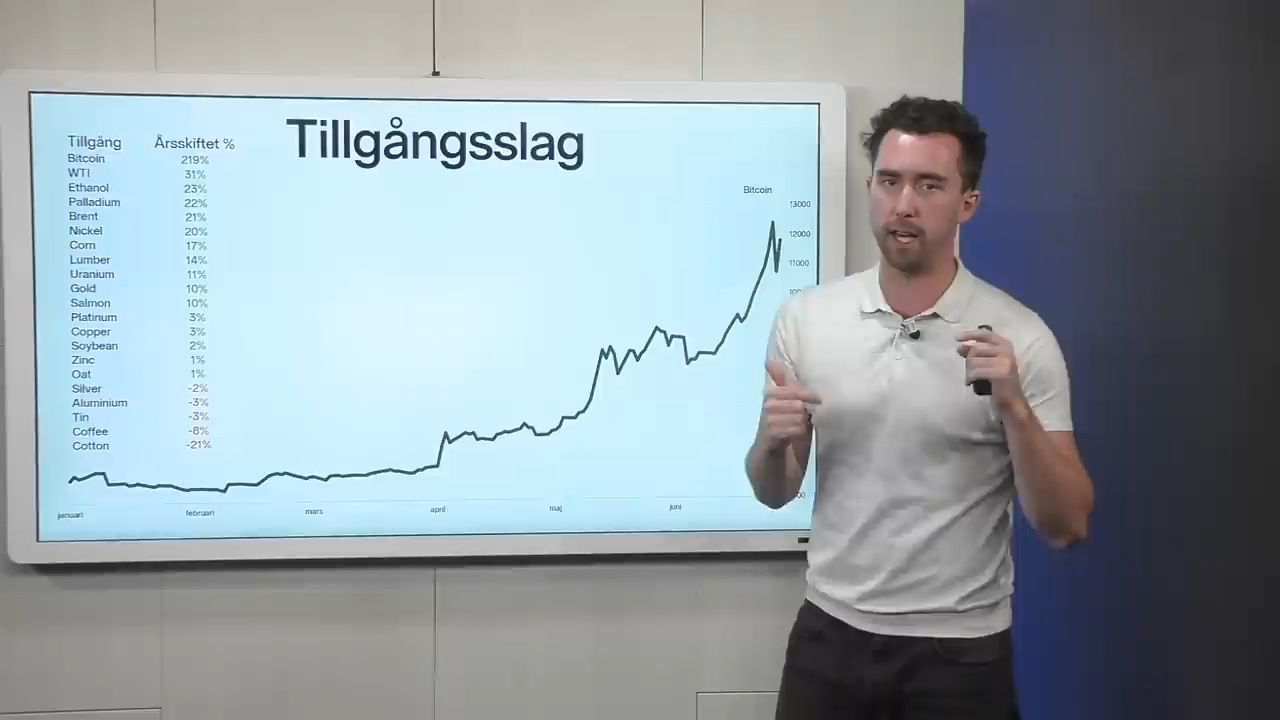 Tillgångsslag
Tillgång Årsskiftet %
Bitcoin 219%
WTI 31%
Ethanol 23%
Palladium 22%
Brent 21%
Nickel 20%
Corn 17%
Lumber 14%
Uranium 11%
Gold 10%
Salmon 10%
Platinum 3%
Copper 3%
Soybean 2%
Zinc 1%
Oat 1%
Silver -2%
Aluminium -3%
Tin -3%
Coffee -8%
Cotton -21%
Bitcoin
13000
12000
11000
januari februari mars april maj juni